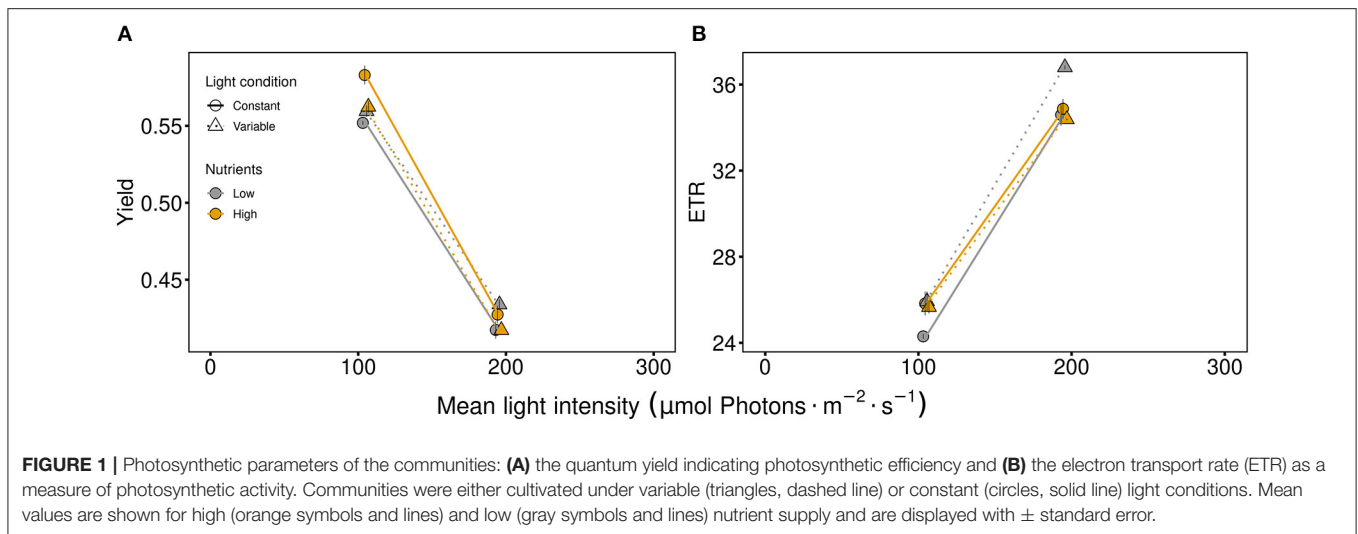 A
B
Light condition
Constant
Variable
Nutrients
Low
High
Yield
0.55
0.50
0.45
0
100
200
300
ETR
36
32
28
24
0
100
200
300
Mean light intensity (µmol Photons · m⁻² · s⁻¹)
FIGURE 1 | Photosynthetic parameters of the communities: (A) the quantum yield indicating photosynthetic efficiency and (B) the electron transport rate (ETR) as a
measure of photosynthetic activity. Communities were either cultivated under variable (triangles, dashed line) or constant (circles, solid line) light conditions. Mean
values are shown for high (orange symbols and lines) and low (gray symbols and lines) nutrient supply and are displayed with ± standard error.